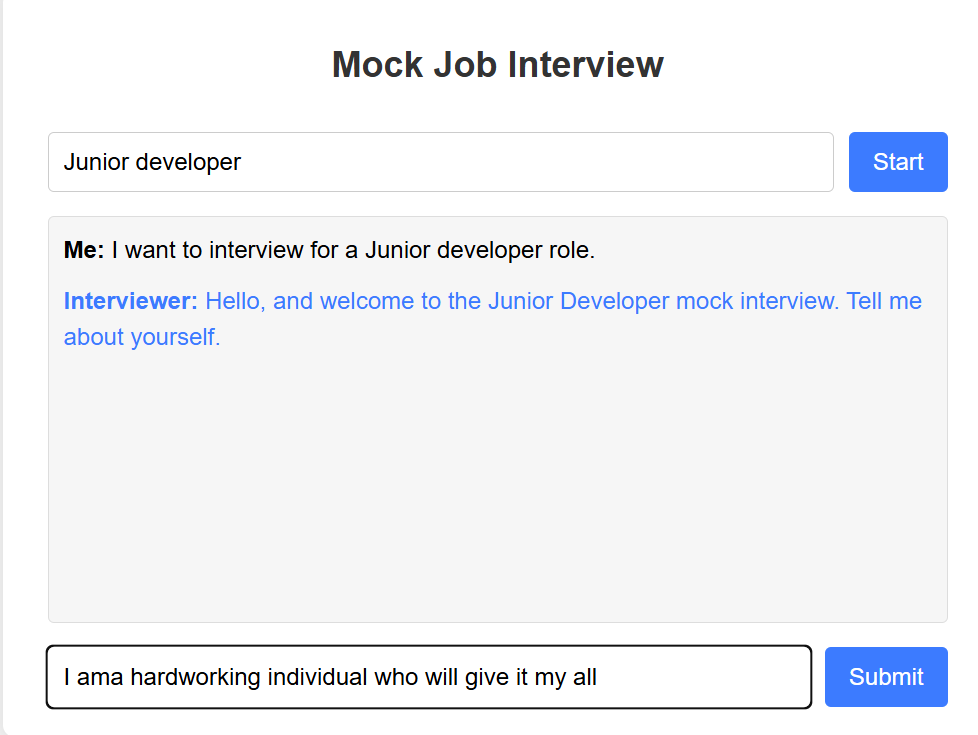 Mock Job Interview
Junior developer
Start
Me: I want to interview for a Junior developer role.
Interviewer: Hello, and welcome to the Junior Developer mock interview. Tell me
about yourself.
I ama hardworking individual who will give it my all
Submit